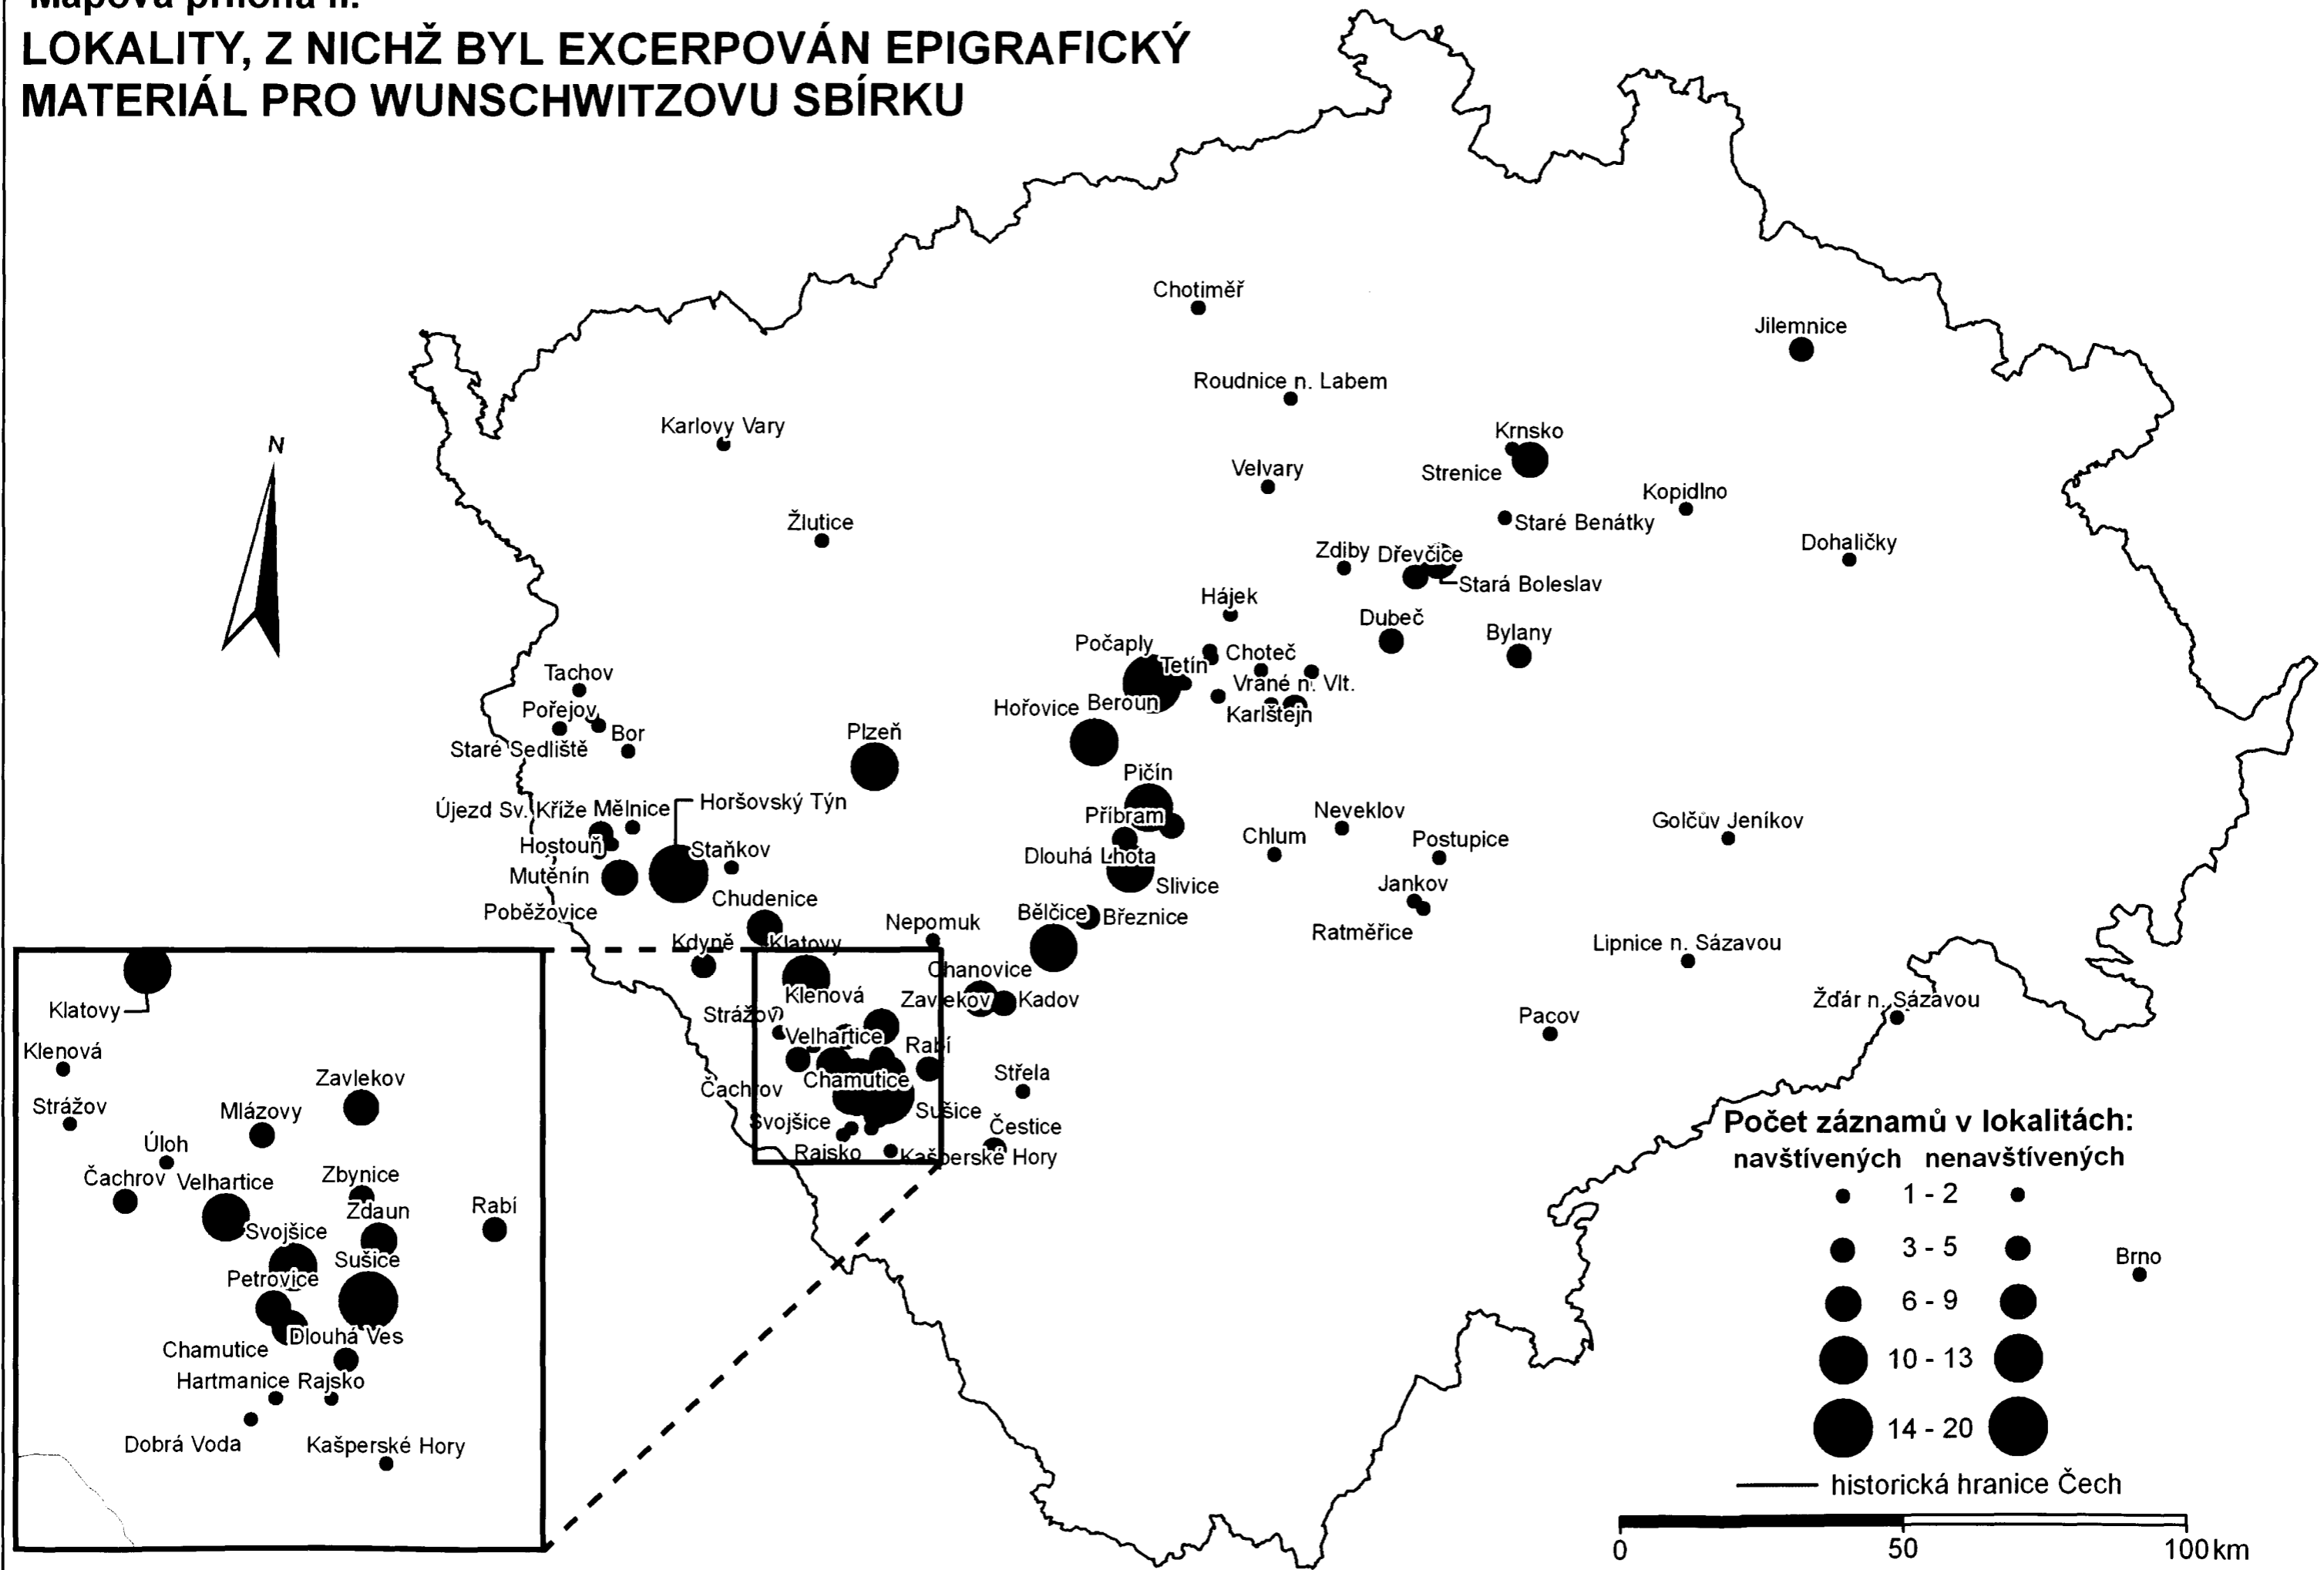 Mapová příloha II.
LOKALITY, Z NICHŽ BYL EXCERPOVÁN EPIGRAFICKÝ
MATERIÁL PRO WUNSCHWITZOVU SBÍRKU
N
Chotiměř
Jilemnice
Roudnice n. Labem
Karlovy Vary
Krnsko
Velvary
Strenice
Kopidlno
Žlutice
Staré Benátky
Dohaličky
Zdiby
Dřevčice
Stará Boleslav
Hájek
Dubeč
Bylany
Počaply
Tetín
Choteč
Vrané n. Vlt.
Hořovice
Beroun
Karlštejn
Tachov
Pořejov
Bor
Staré Sedliště
Plzeň
Pičín
Újezd Sv. Kříže
Mělnice
Horšovský Týn
Příbram
Neveklov
Golčův Jeníkov
Hostouň
Staňkov
Chlum
Postupice
Dlouhá Lhota
Mutěnín
Slivice
Jankov
Chudenice
Poběžovice
Nepomuk
Bělčice
Březnice
Ratměřice
Kdyně
Klatovy
Lipnice n. Sázavou
Chanovice
Klenová
Zavlekov
Kadov
Žďár n. Sázavou
Strážov
Pacov
Velhartice
Rabí
Chamutice
Střela
Čachrov
Svojšice
Sušice
Čestice
Rajsko
Kašperské Hory
Klatovy
Klenová
Zavlekov
Strážov
Mlázovy
Úloh
Čachrov
Velhartice
Zbynice
Rabí
Zdaun
Svojšice
Sušice
Petrovice
Dlouhá Ves
Chamutice
Hartmanice
Rajsko
Dobrá Voda
Kašperské Hory
Brno
Počet záznamů v lokalitách:
navštívených nenavštívených
1 - 2
3 - 5
6 - 9
10 - 13
14 - 20
historická hranice Čech
0 50 100 km